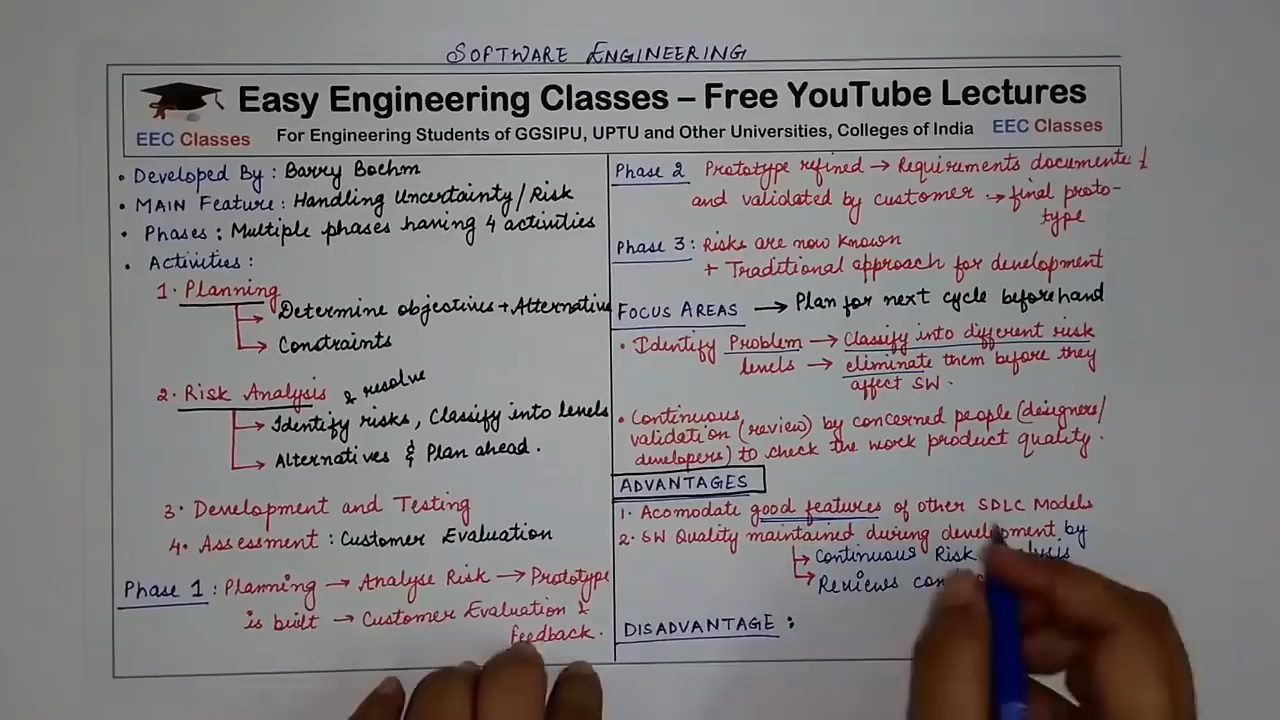 SOFTWARE ENGINEERING
Easy Engineering Classes – Free YouTube Lectures
EEC Classes
For Engineering Students of GGSIPU, UPTU and Other Universities, Colleges of India
EEC Classes
• Developed By : Barry Boehm
• MAIN Feature : Handling Uncertainty/Risk
• Phases : Multiple phases having 4 activities
• Activities :
1. Planning
→ Determine objectives + Alternative
→ Constraints
2. Risk Analysis & resolve
→ Identify risks, Classify into levels
→ Alternatives & Plan ahead.
3. Development and Testing
4. Assessment : Customer Evaluation
Phase 1 : Planning → Analyse Risk → Prototype
is built → Customer Evaluation &
feedback.
Phase 2 Prototype refined → Requirements documented
and validated by customer → final proto-
type
Phase 3 : Risks are now known
+ Traditional approach for development
FOCUS AREAS → Plan for next cycle beforehand
• Identify Problem → Classify into different risk
levels → eliminate them before they
affect SW.
• Continuous
validation (review) by concerned people (designers/
developers) to check the work product quality.
ADVANTAGES
1. Acomodate good features of other SDLC Models
2. SW Quality maintained during development by
→ Continuous Risk
→ Reviews
DISADVANTAGE :